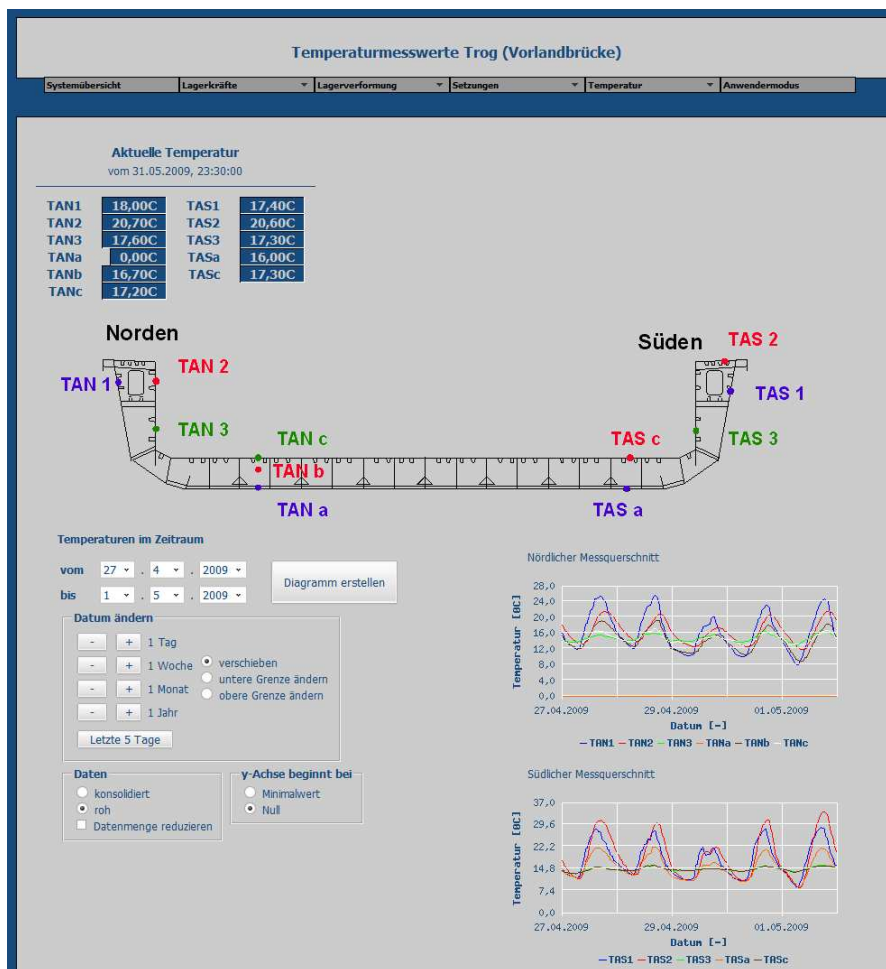 Temperaturmesswerte Trog (Vorlandbrücke)
Systemübersicht Lagerkräfte Lagerverformung Setzungen Temperatur Anwendermodus
Aktuelle Temperatur
vom 31.05.2009, 23:30:00
TAN1 18,00C TAS1 17,40C
TAN2 20,70C TAS2 20,60C
TAN3 17,60C TAS3 17,30C
TANa 0,00C TASa 16,00C
TANb 16,70C TASc 17,30C
TANc 17,20C
Norden
Süden
TAS 2
TAN 1
TAN 2
TAS 1
TAN 3
TAN c
TAS c
TAS 3
TAN b
TAN a
TAS a
Temperaturen im Zeitraum
vom 27 . 4 . 2009
bis 1 . 5 . 2009
Diagramm erstellen
Datum ändern
- + 1 Tag
- + 1 Woche
- + 1 Monat
- + 1 Jahr
verschieben
untere Grenze ändern
obere Grenze ändern
Letzte 5 Tage
Daten
konsolidiert
roh
Datenmenge reduzieren
y-Achse beginnt bei
Minimalwert
Null
Nördlicher Messquerschnitt
Temperatur [°C]
28,0
24,0
20,0
16,0
12,0
8,0
4,0
0,0
27.04.2009 29.04.2009 01.05.2009
Datum [-]
TAN1 TAN2 TAN3 TANa TANb TANc
Südlicher Messquerschnitt
Temperatur [°C]
37,0
29,6
22,2
14,8
7,4
0,0
27.04.2009 29.04.2009 01.05.2009
Datum [-]
TAS1 TAS2 TAS3 TASa TASc